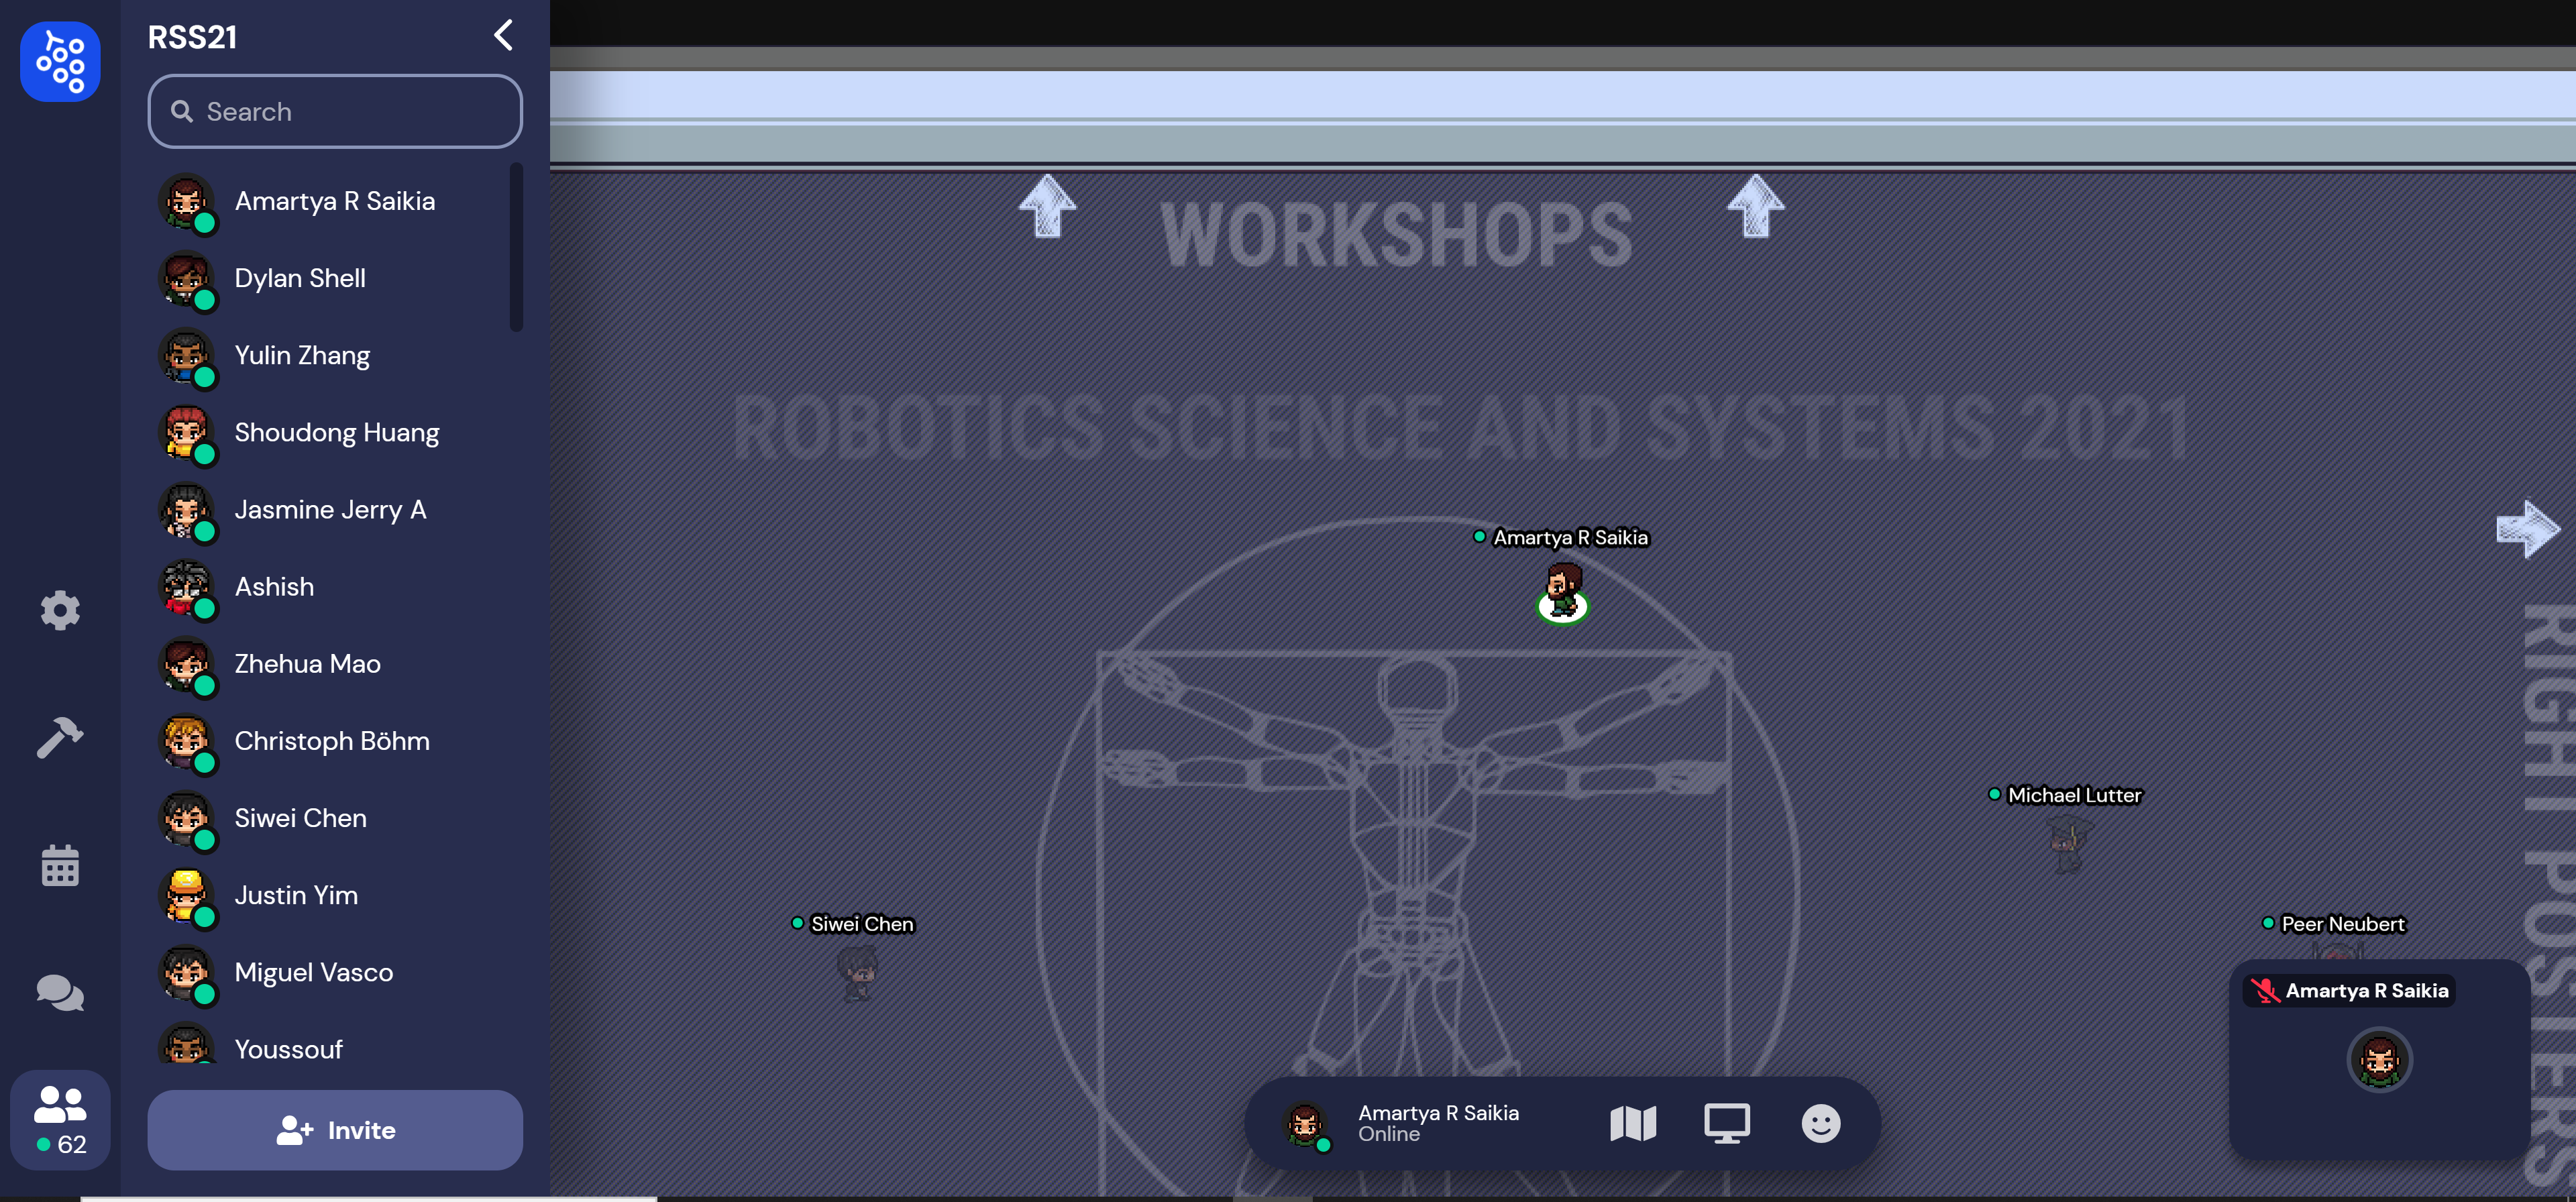 RSS21
Search
Amartya R Saikia
Dylan Shell
Yulin Zhang
Shoudong Huang
Jasmine Jerry A
Ashish
Zhehua Mao
Christoph Böhm
Siwei Chen
Justin Yim
Miguel Vasco
Youssouf
Invite
62
WORKSHOPS
ROBOTICS SCIENCE AND SYSTEMS 2021
Amartya R Saikia
Michael Lutter
Siwei Chen
Peer Neubert
RIGHT POSTERS
Amartya R Saikia
Amartya R Saikia
Online